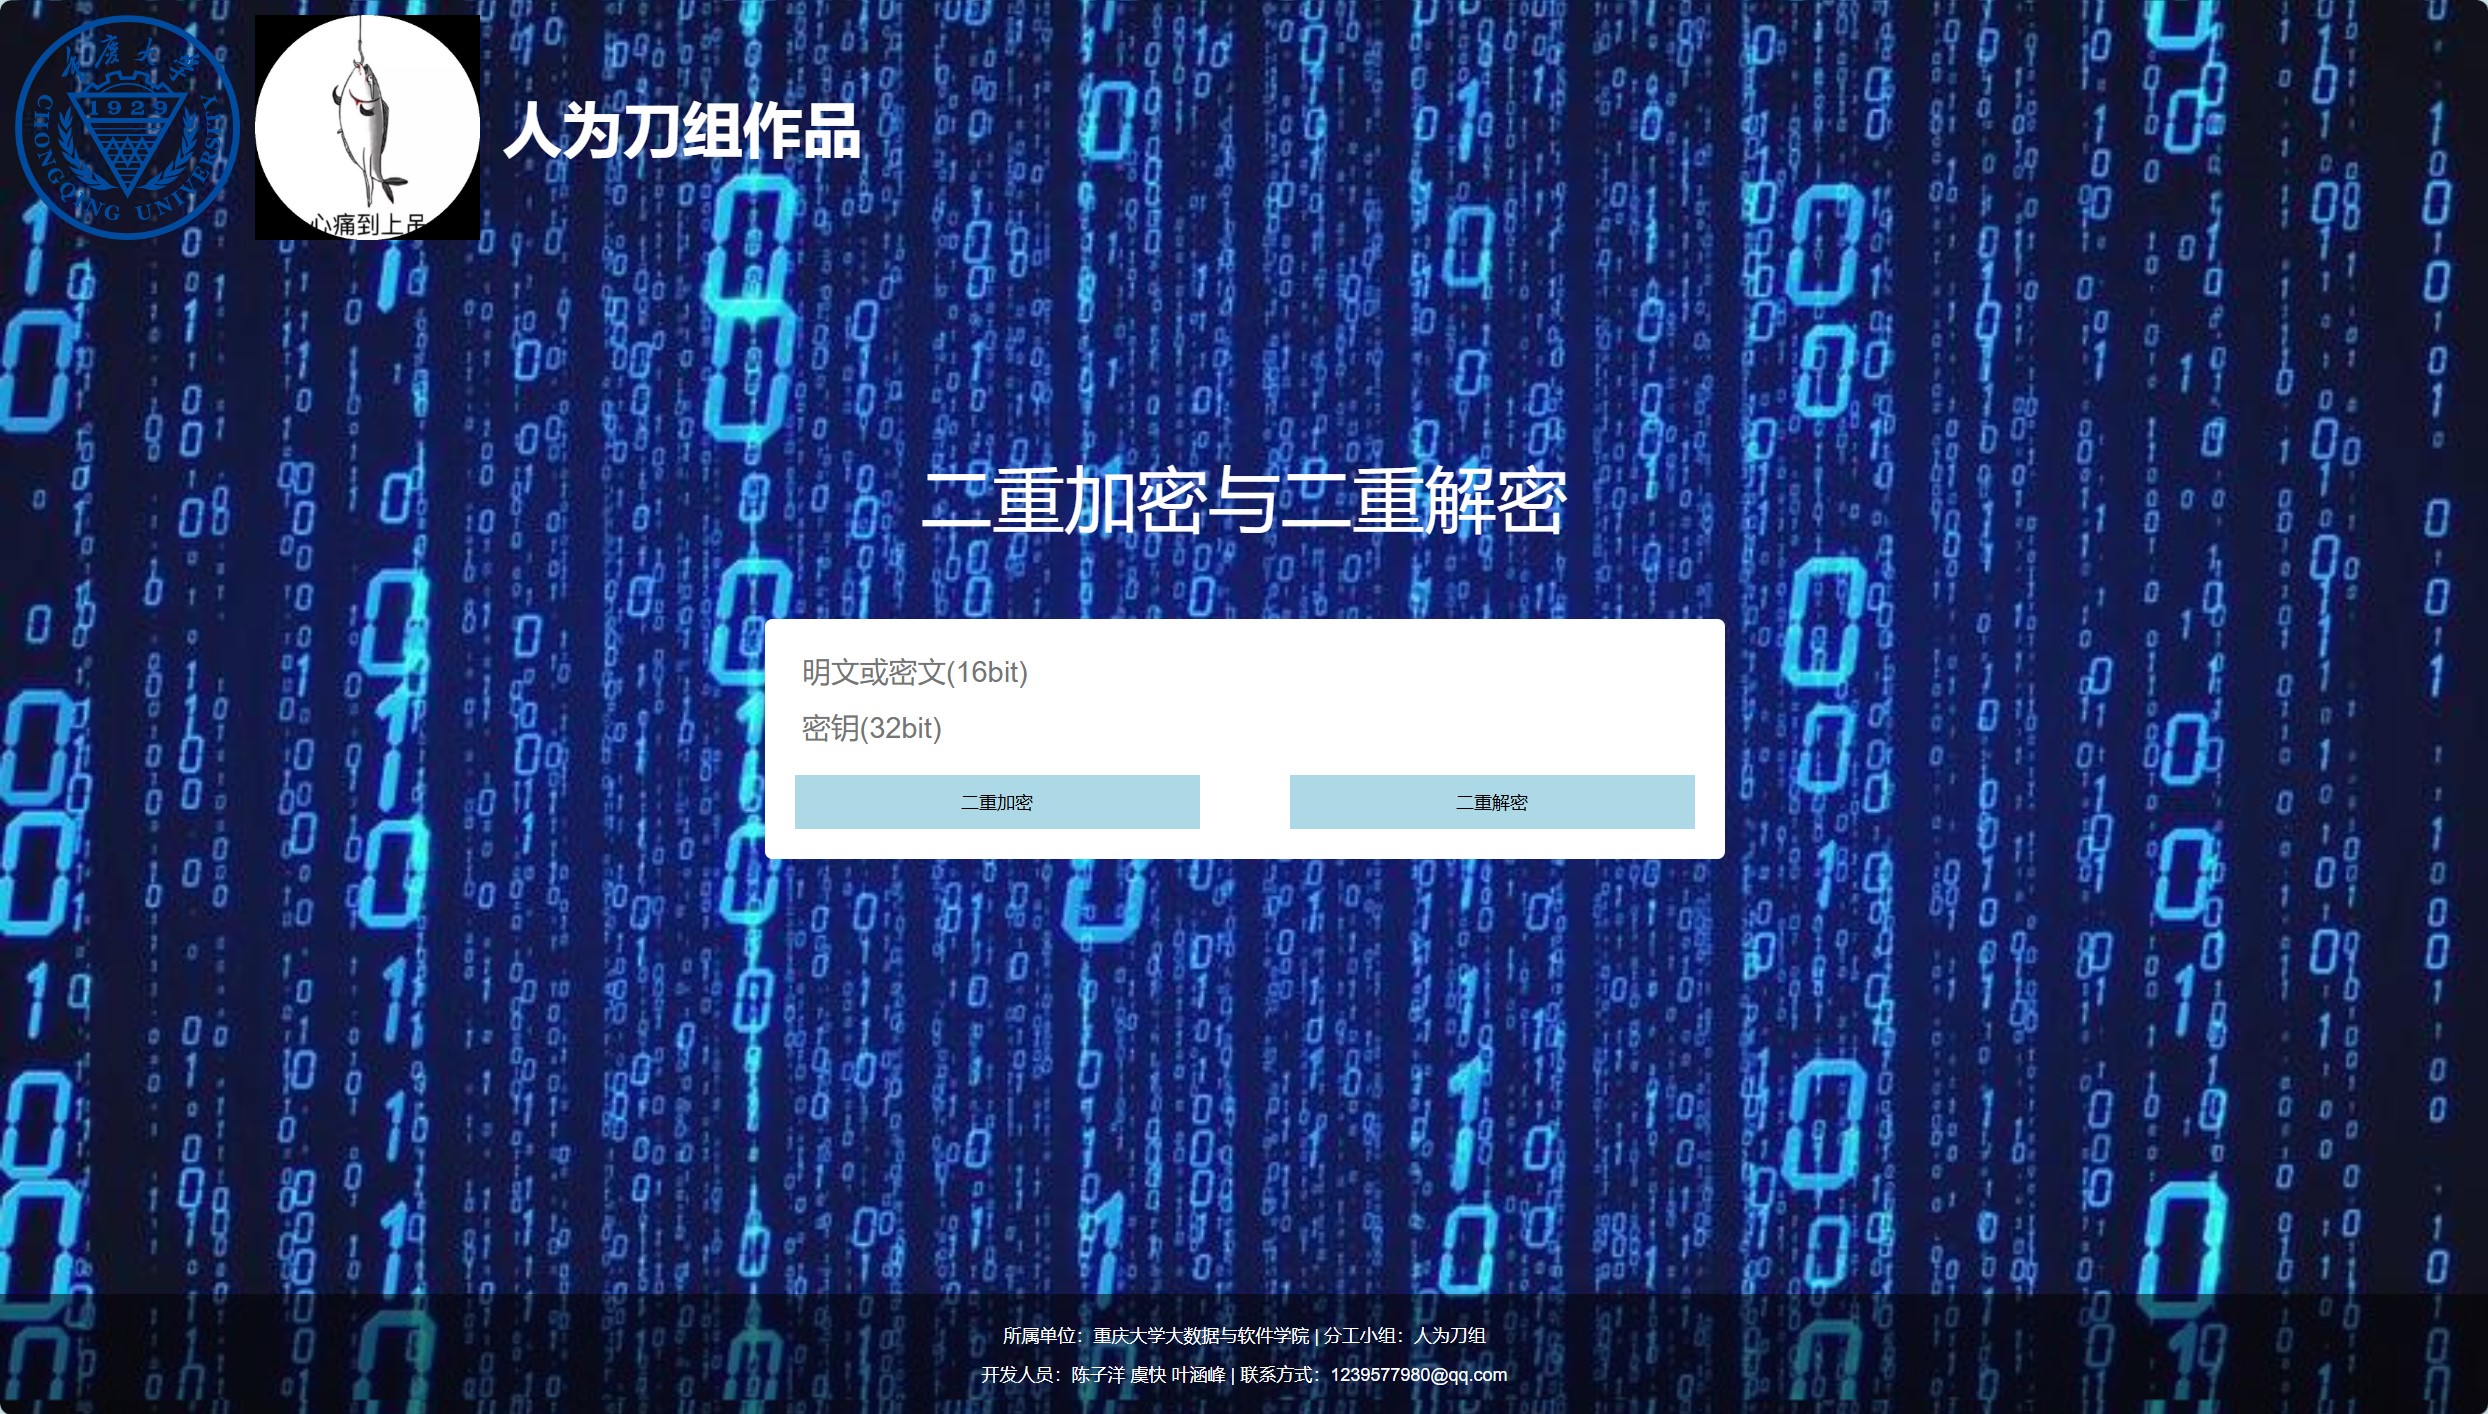 重庆大学
1929
CHONGQING UNIVERSITY
心痛到上吊
人为刀组作品
二重加密与二重解密
明文或密文(16bit)
密钥(32bit)
二重加密
二重解密
所属单位：重庆大学大数据与软件学院 | 分工小组：人为刀组
开发人员：陈子洋 虞快 叶涵峰 | 联系方式：1239577980@qq.com